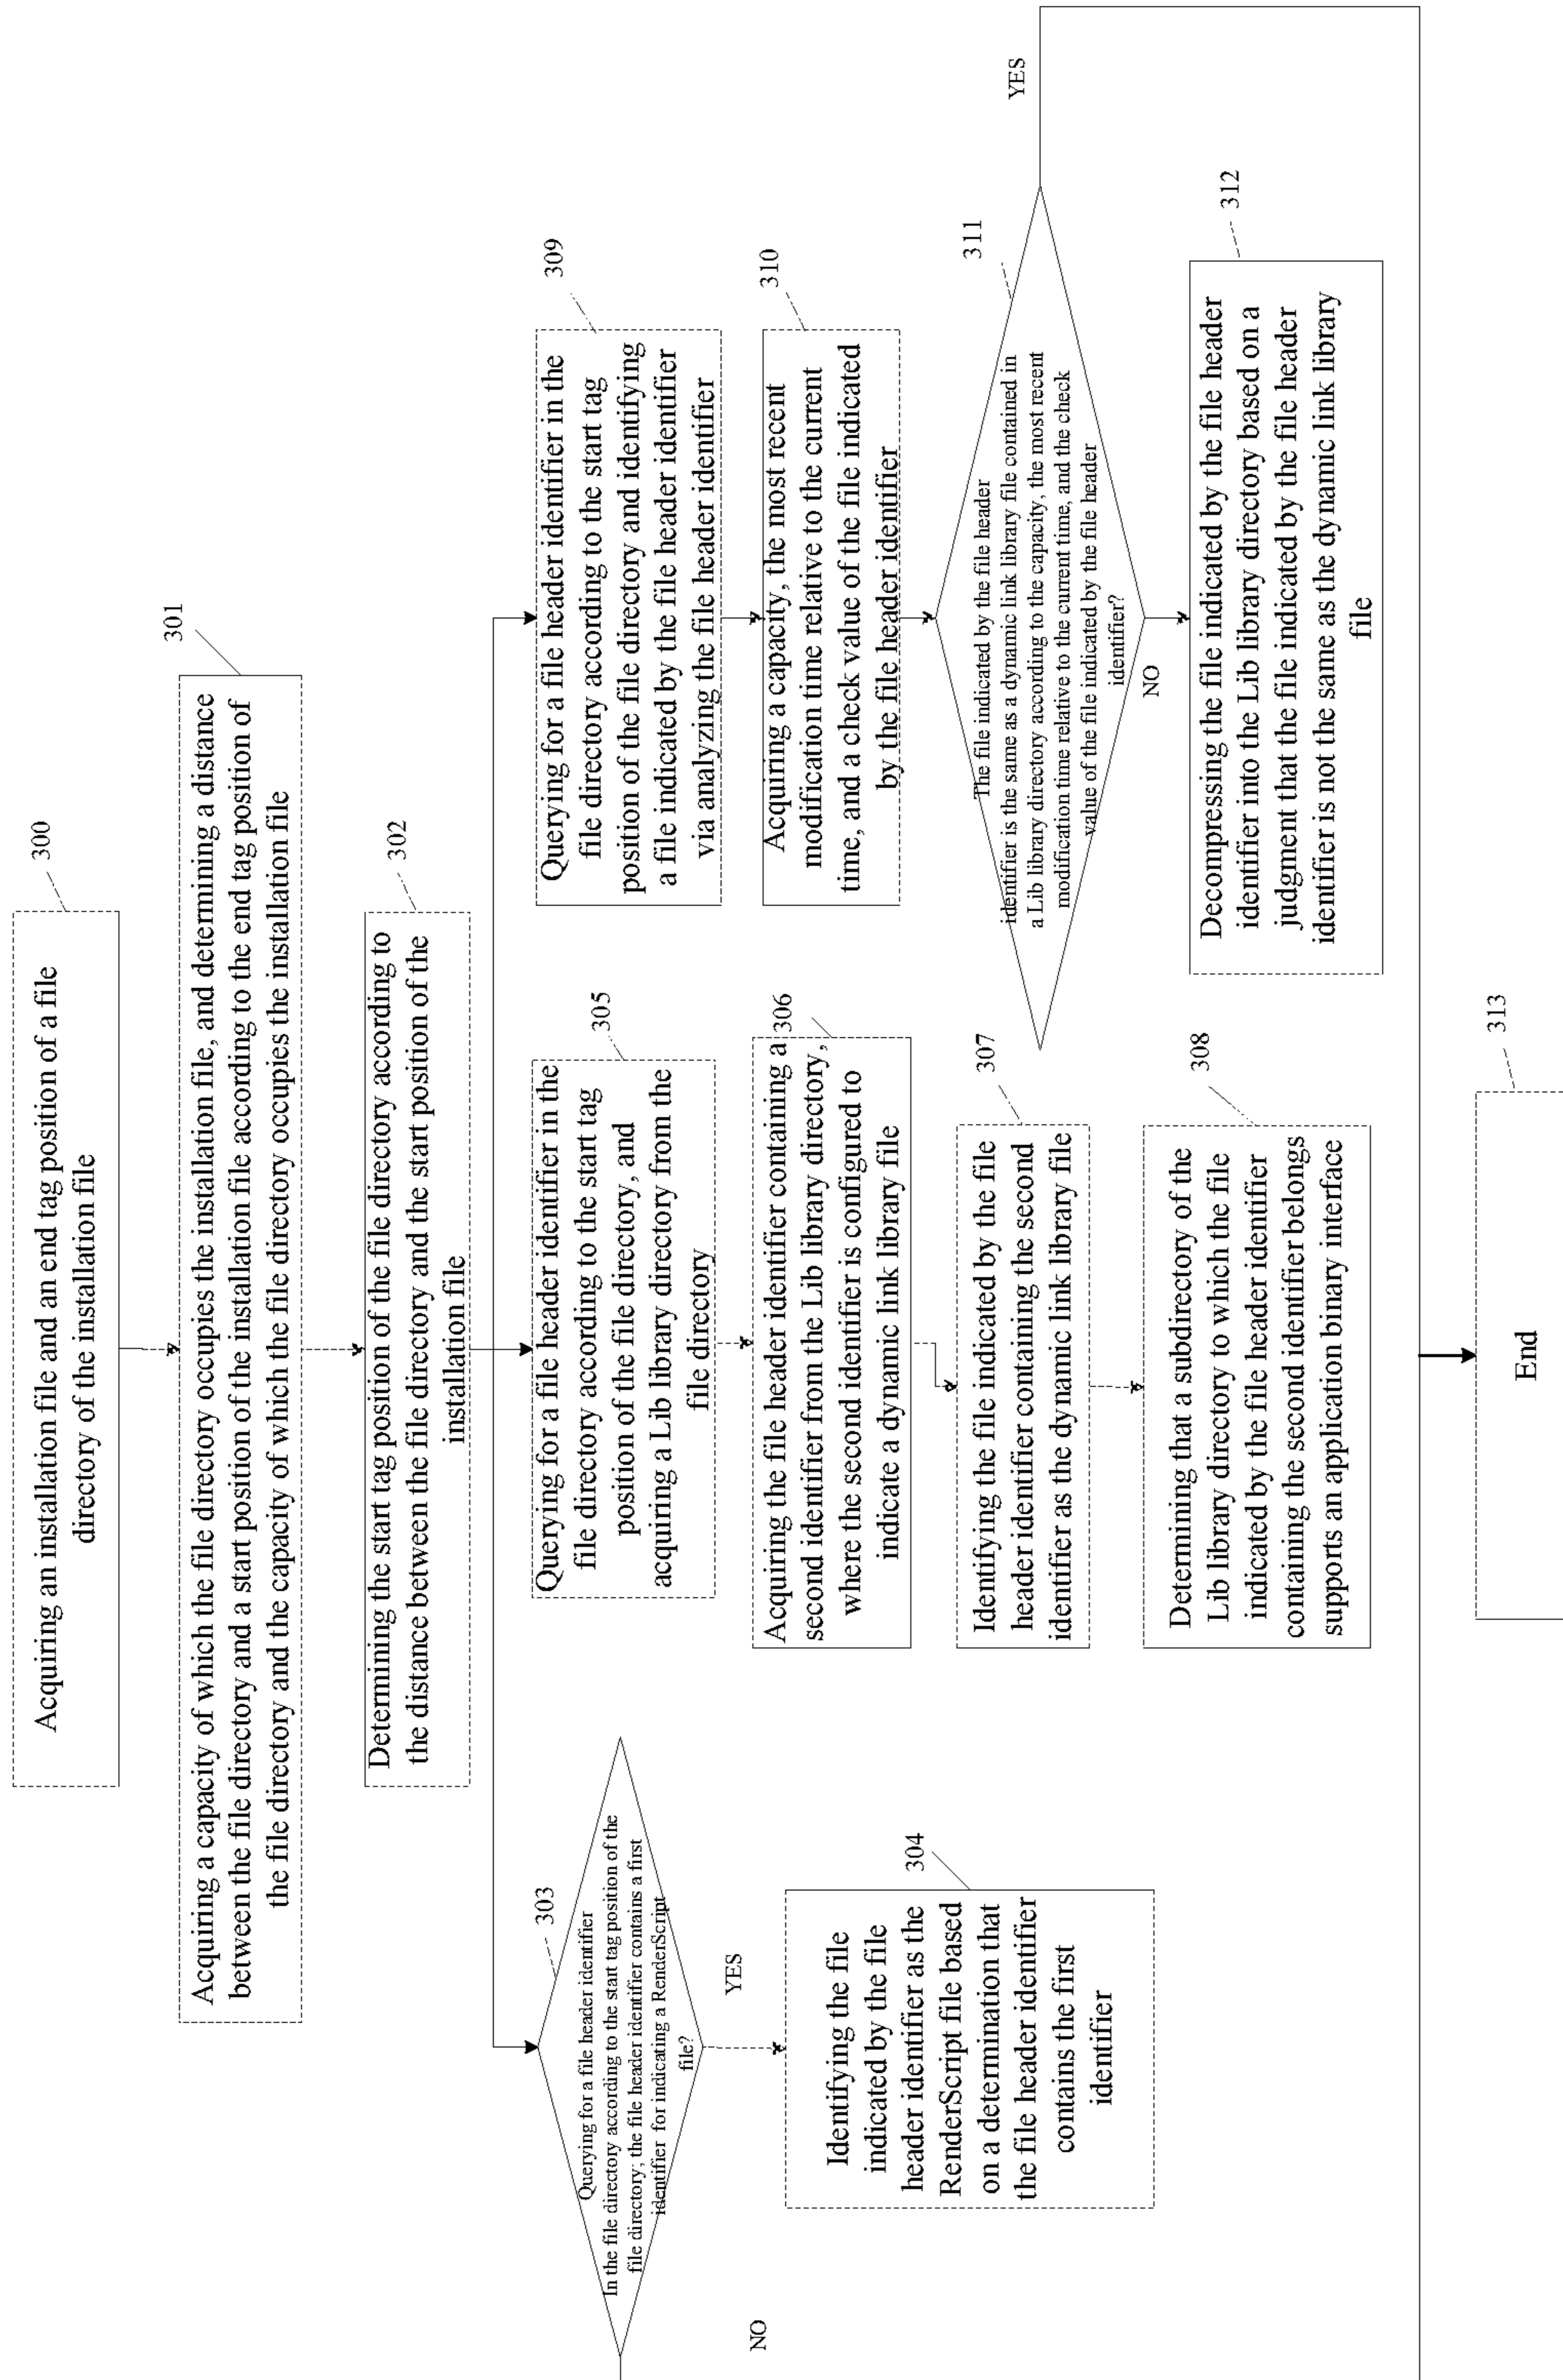 300
Acquiring an installation file and an end tag position of a file
directory of the installation file
301
Acquiring a capacity of which the file directory occupies the installation file, and determining a distance
between the file directory and a start position of the installation file according to the end tag position of
the file directory and the capacity of which the file directory occupies the installation file
302
Determining the start tag position of the file directory according to
the distance between the file directory and the start position of the
installation file
303
Querying for a file header identifier
In the file directory according to the start tag position of the
file directory; the file header identifier contains a first
identifier for indicating a RenderScript
file?
NO
YES
304
Identifying the file
indicated by the file
header identifier as the
RenderScript file based
on a determination that
the file header identifier
contains the first
identifier
305
Querying for a file header identifier in the
file directory according to the start tag
position of the file directory, and
acquiring a Lib library directory from the
file directory
306
Acquiring the file header identifier containing a
second identifier from the Lib library directory,
where the second identifier is configured to
indicate a dynamic link library file
307
Identifying the file indicated by the file
header identifier containing the second
identifier as the dynamic link library file
308
Determining that a subdirectory of the
Lib library directory to which the file
indicated by the file header identifier
containing the second identifier belongs
supports an application binary interface
309
Querying for a file header identifier in the
file directory according to the start tag
position of the file directory and identifying
a file indicated by the file header identifier
via analyzing the file header identifier
310
Acquiring a capacity, the most recent
modification time relative to the current
time, and a check value of the file indicated
by the file header identifier
311
The file indicated by the file header
identifier is the same as a dynamic link library file contained in
a Lib library directory according to the capacity, the most recent
modification time relative to the current time, and the check
value of the file indicated by the file header
identifier?
YES
NO
312
Decompressing the file indicated by the file header
identifier into the Lib library directory based on a
judgment that the file indicated by the file header
identifier is not the same as the dynamic link library
file
313
End